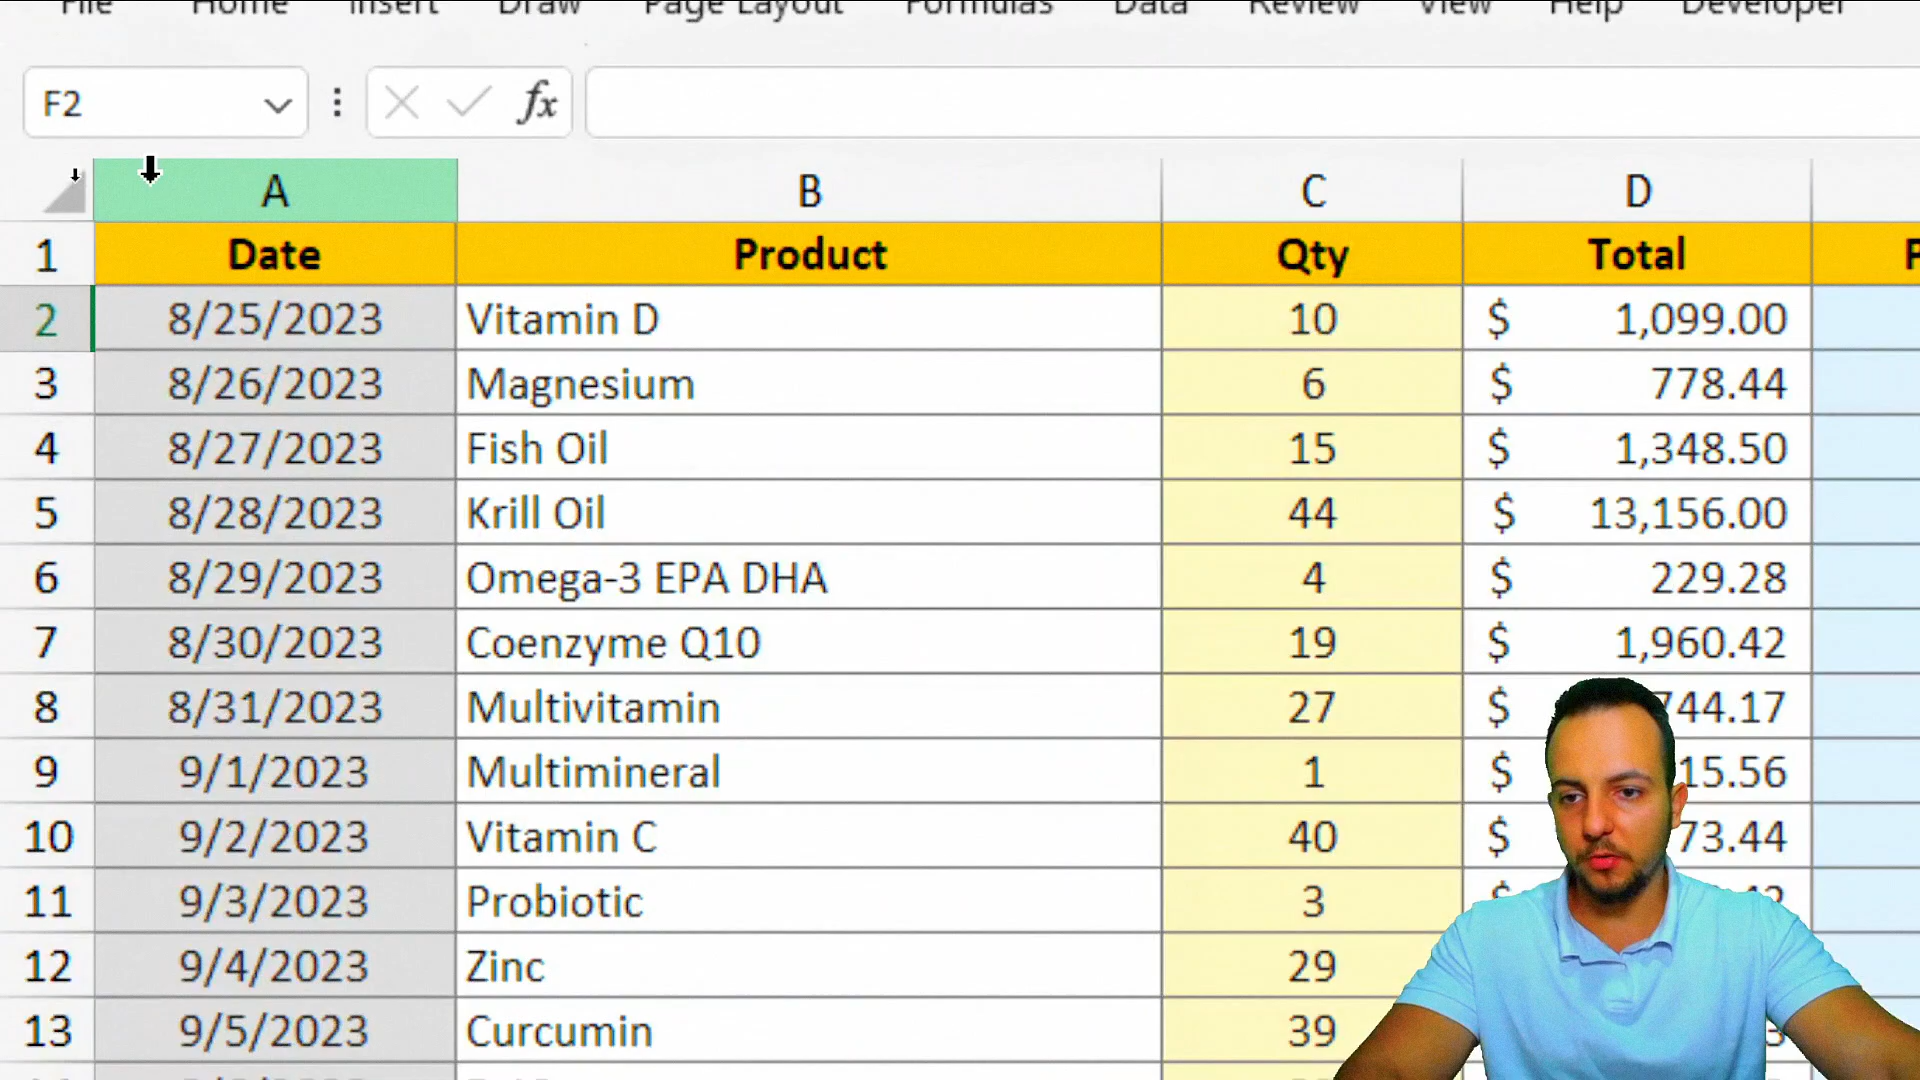 File Home Insert Draw Page Layout Formulas Data Review View Help Developer
F2 fx
A B C D
1 Date Product Qty Total
2 8/25/2023 Vitamin D 10 $ 1,099.00
3 8/26/2023 Magnesium 6 $ 778.44
4 8/27/2023 Fish Oil 15 $ 1,348.50
5 8/28/2023 Krill Oil 44 $ 13,156.00
6 8/29/2023 Omega-3 EPA DHA 4 $ 229.28
7 8/30/2023 Coenzyme Q10 19 $ 1,960.42
8 8/31/2023 Multivitamin 27 $ 744.17
9 9/1/2023 Multimineral 1 $ 15.56
10 9/2/2023 Vitamin C 40 $ 73.44
11 9/3/2023 Probiotic 3
12 9/4/2023 Zinc 29
13 9/5/2023 Curcumin 39